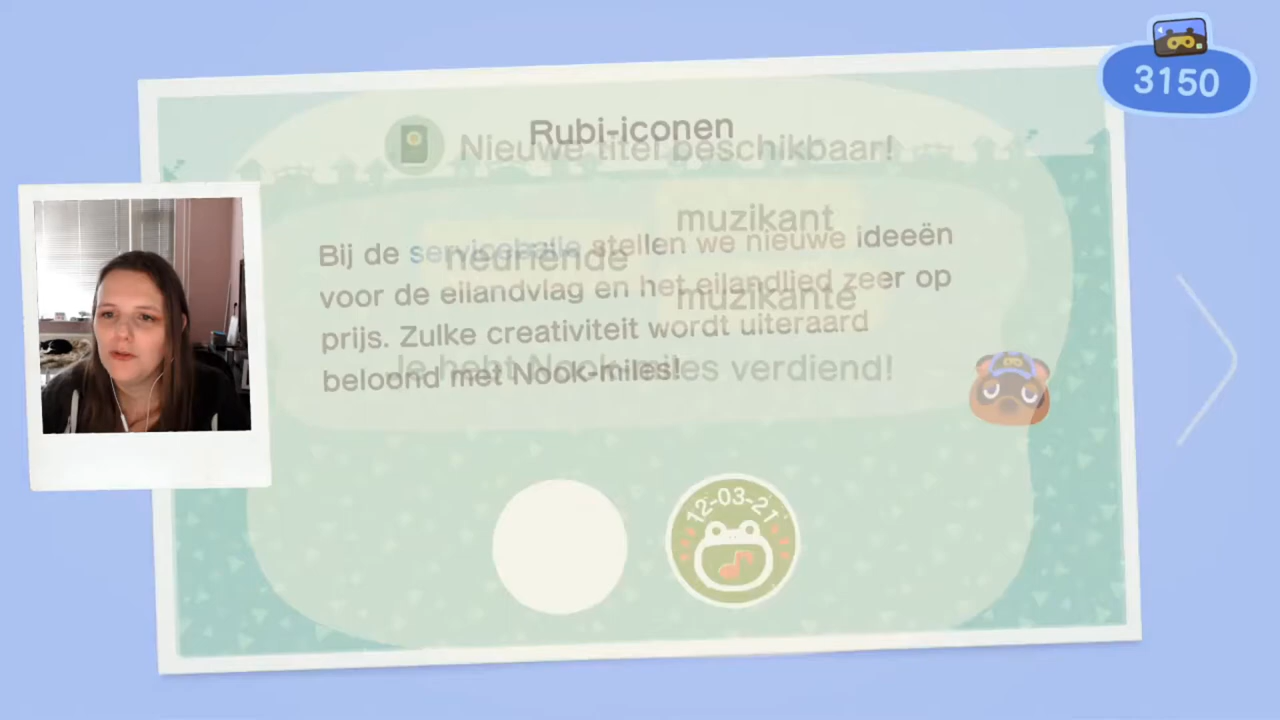 3150
Rubi-iconen
Nieuwe titel beschikbaar!
muzikant
Bij de servicebalie stellen we nieuwe ideeën
neuriënde
voor de eilandvlag en het eilandlied zeer op
muzikante
prijs. Zulke creativiteit wordt uiteraard
Je hebt Nook-miles verdiend!
beloond met Nook-miles!
12-03-21